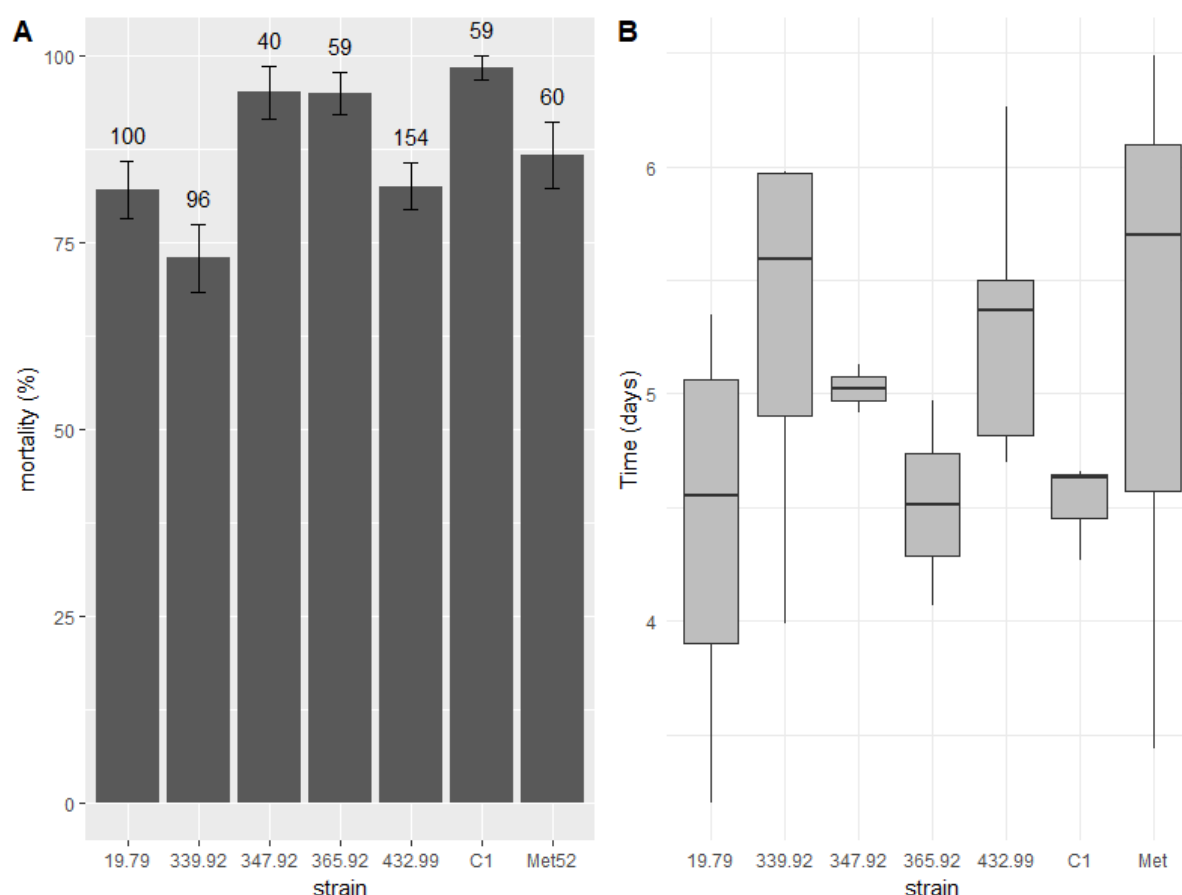 A
mortality (%)
100
75
50
25
0
100
96
40
59
154
59
60
19.79 339.92 347.92 365.92 432.99 C1 Met52
strain
B
Time (days)
6
5
4
19.79 339.92 347.92 365.92 432.99 C1 Met
strain